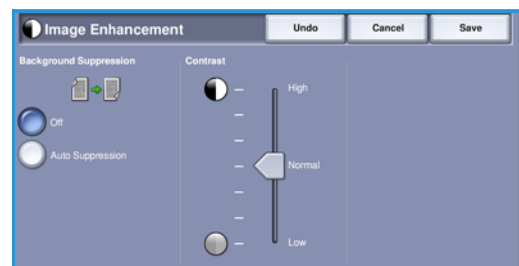 Image Enhancement
Undo
Cancel
Save
Background Suppression
Off
Auto Suppression
Contrast
High
Normal
Low